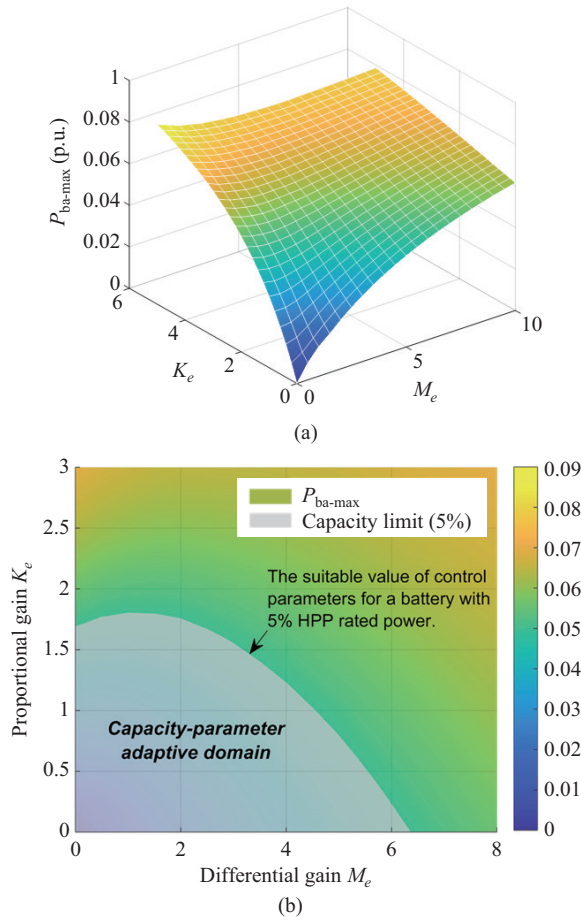 1
0.08
0.06
0.04
0.02
0
P_ba-max (p.u.)
6
4
2
0
K_e
0
5
10
M_e
(a)
3
2.5
2
1.5
1
0.5
0
Proportional gain K_e
P_ba-max
Capacity limit (5%)
The suitable value of control
parameters for a battery with
5% HPP rated power.
Capacity-parameter
adaptive domain
0
2
4
6
8
Differential gain M_e
0.09
0.08
0.07
0.06
0.05
0.04
0.03
0.02
0.01
0
(b)